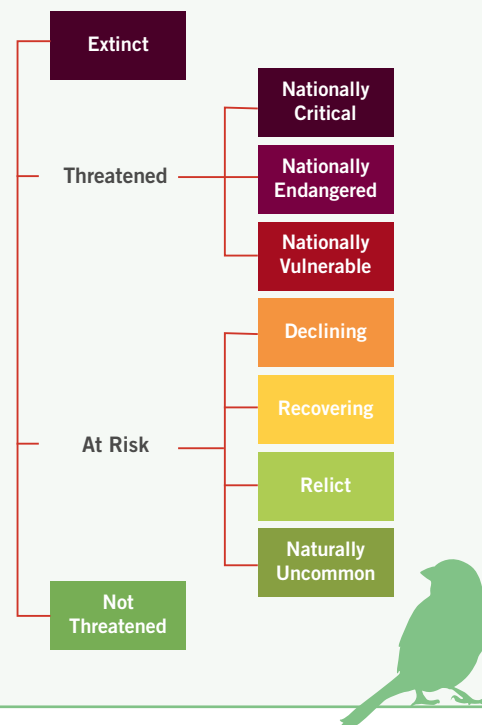 Extinct
Threatened
Nationally
Critical
Nationally
Endangered
Nationally
Vulnerable
At Risk
Declining
Recovering
Relict
Naturally
Uncommon
Not
Threatened